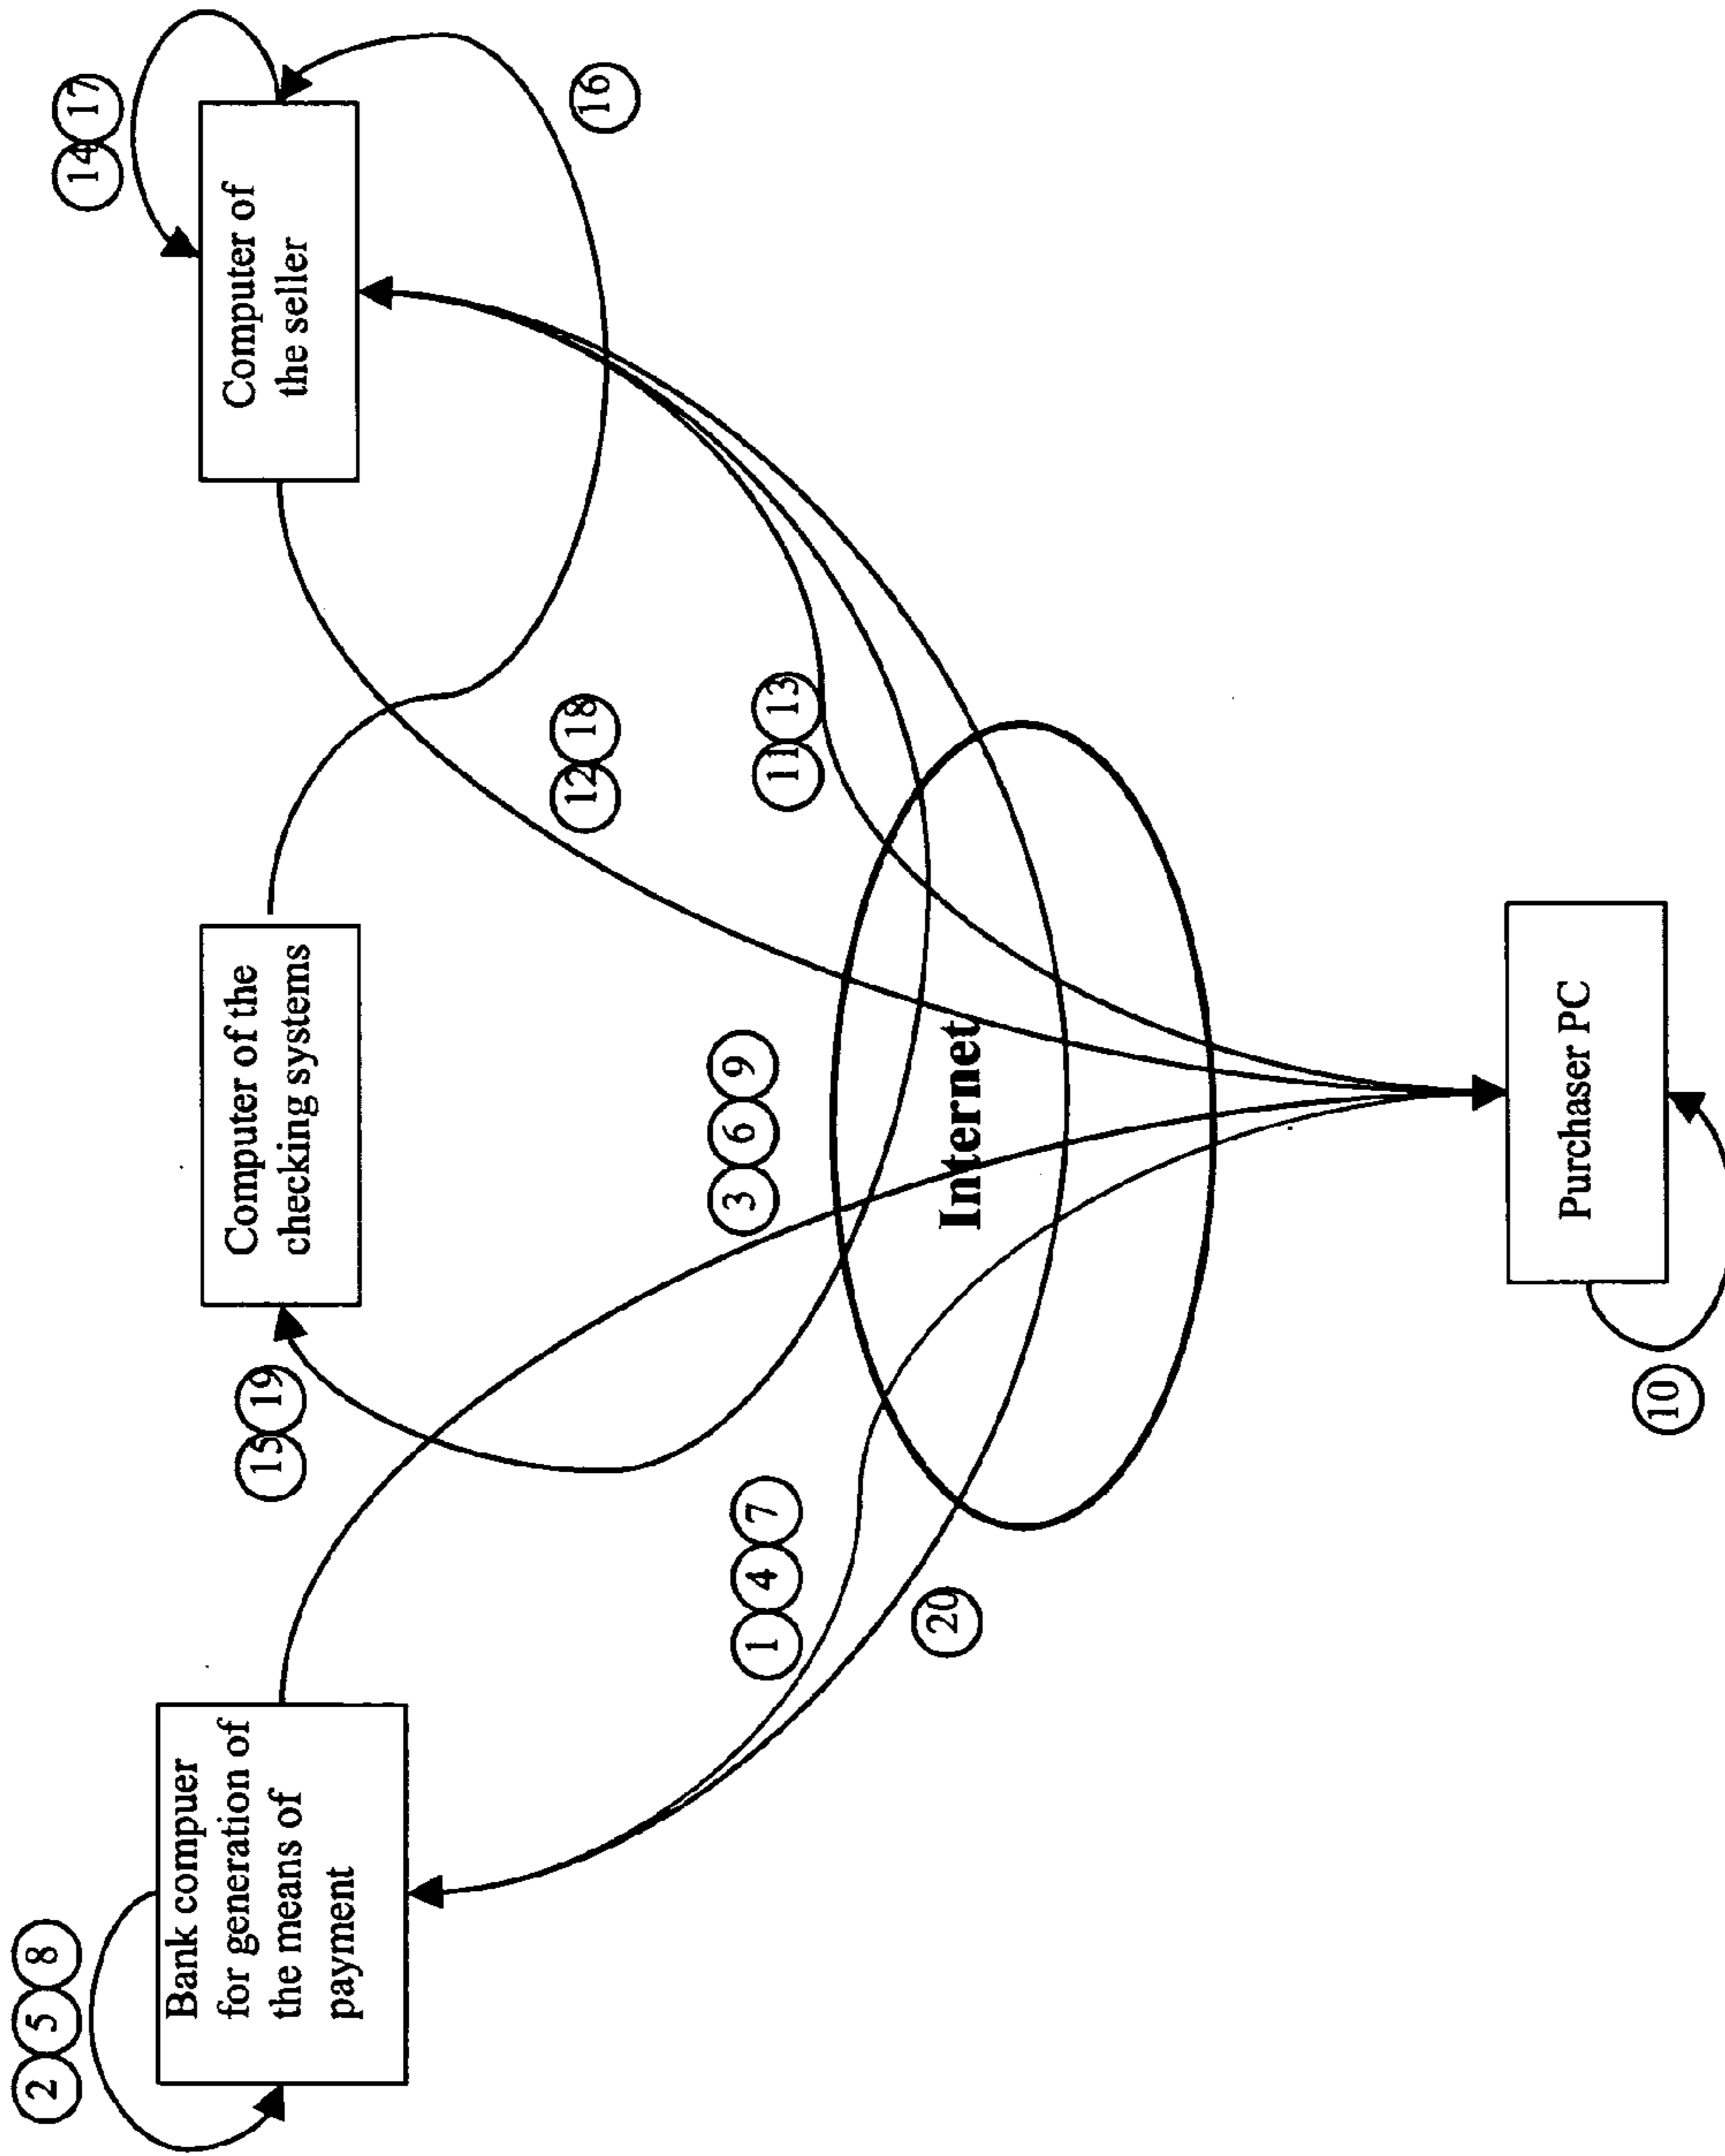 2 5 8
Bank compuer
for generation of
the means of
payment
15 19
Computer of the
checking systems
14 17
Computer of
the seller
16
12 18
3 6 9
11 13
1 4 7
20
Internet
Purchaser PC
10